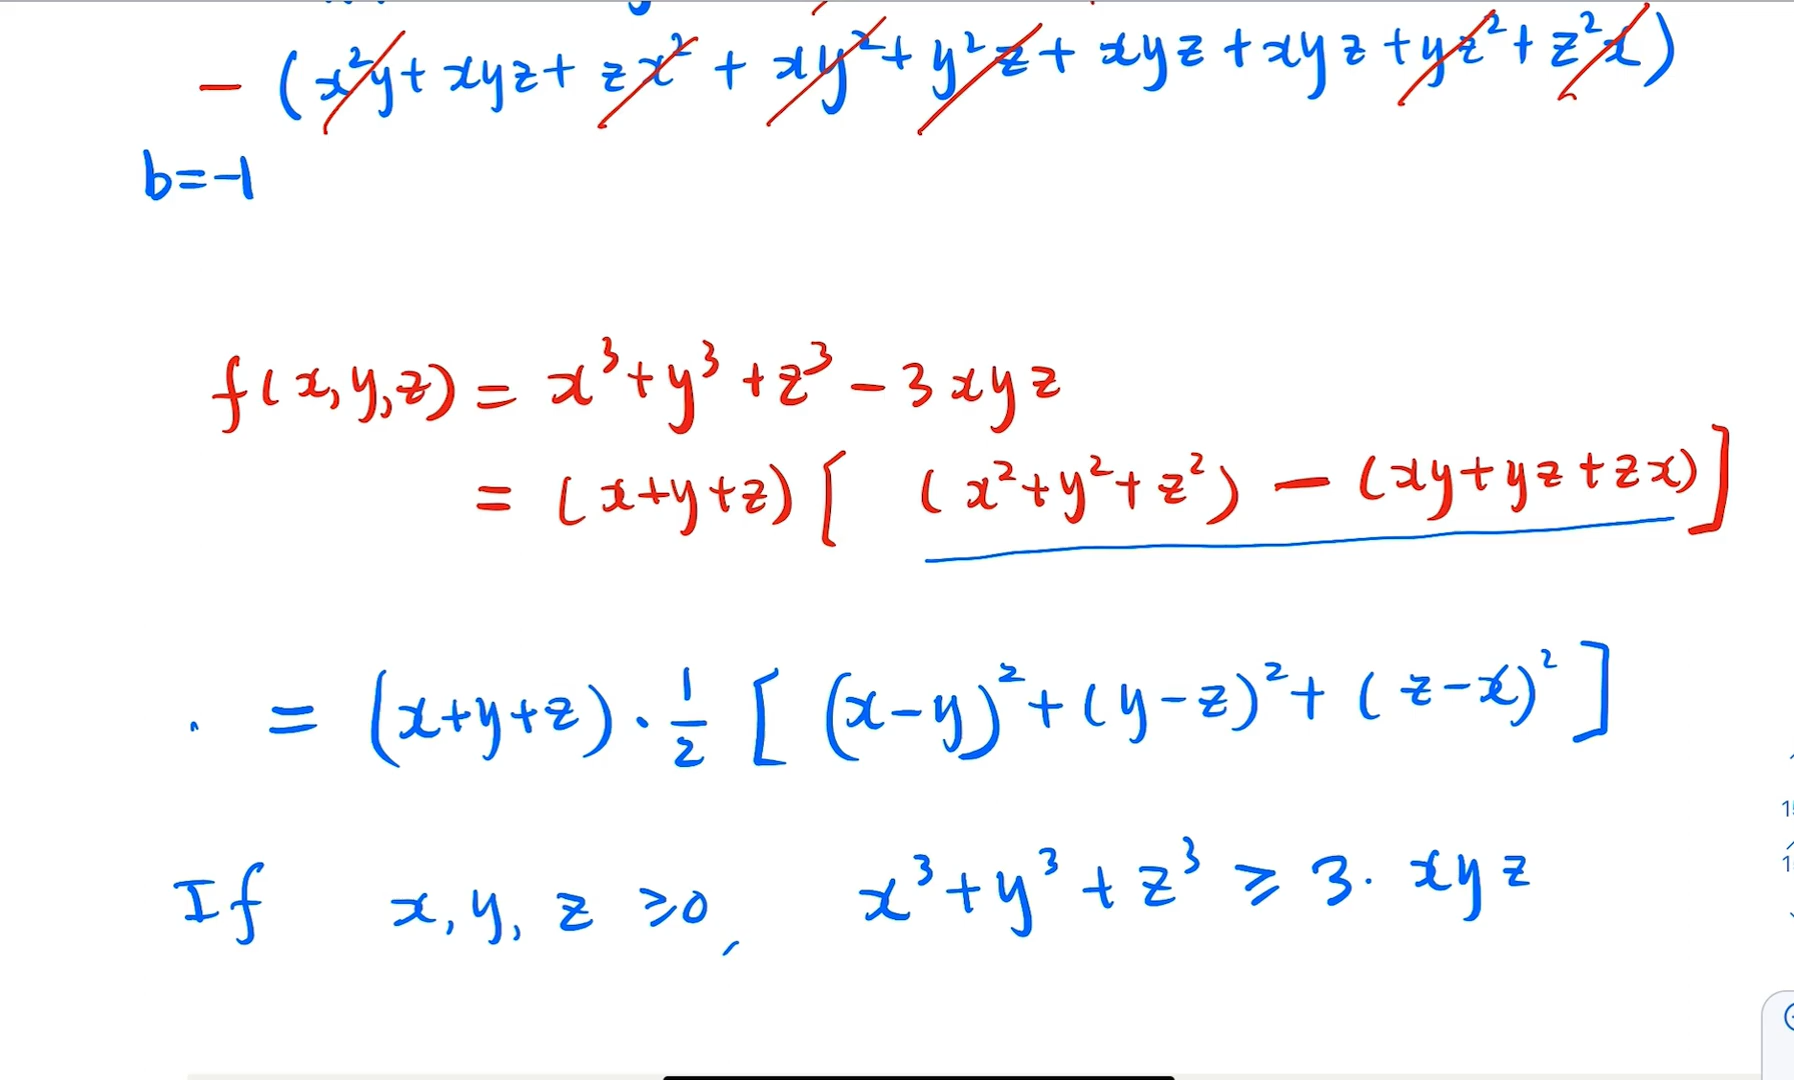 - (x²y + xyz + zx² + xy² + y²z + xyz + xyz + yz² + z²x)
b=-1
f(x,y,z) = x³+y³+z³-3xyz
= (x+y+z) [ (x²+y²+z²) - (xy+yz+zx) ]
= (x+y+z) · 1/2 [ (x-y)² + (y-z)² + (z-x)² ]
If x, y, z ≥0, x³+y³+z³ ≥ 3. xyz